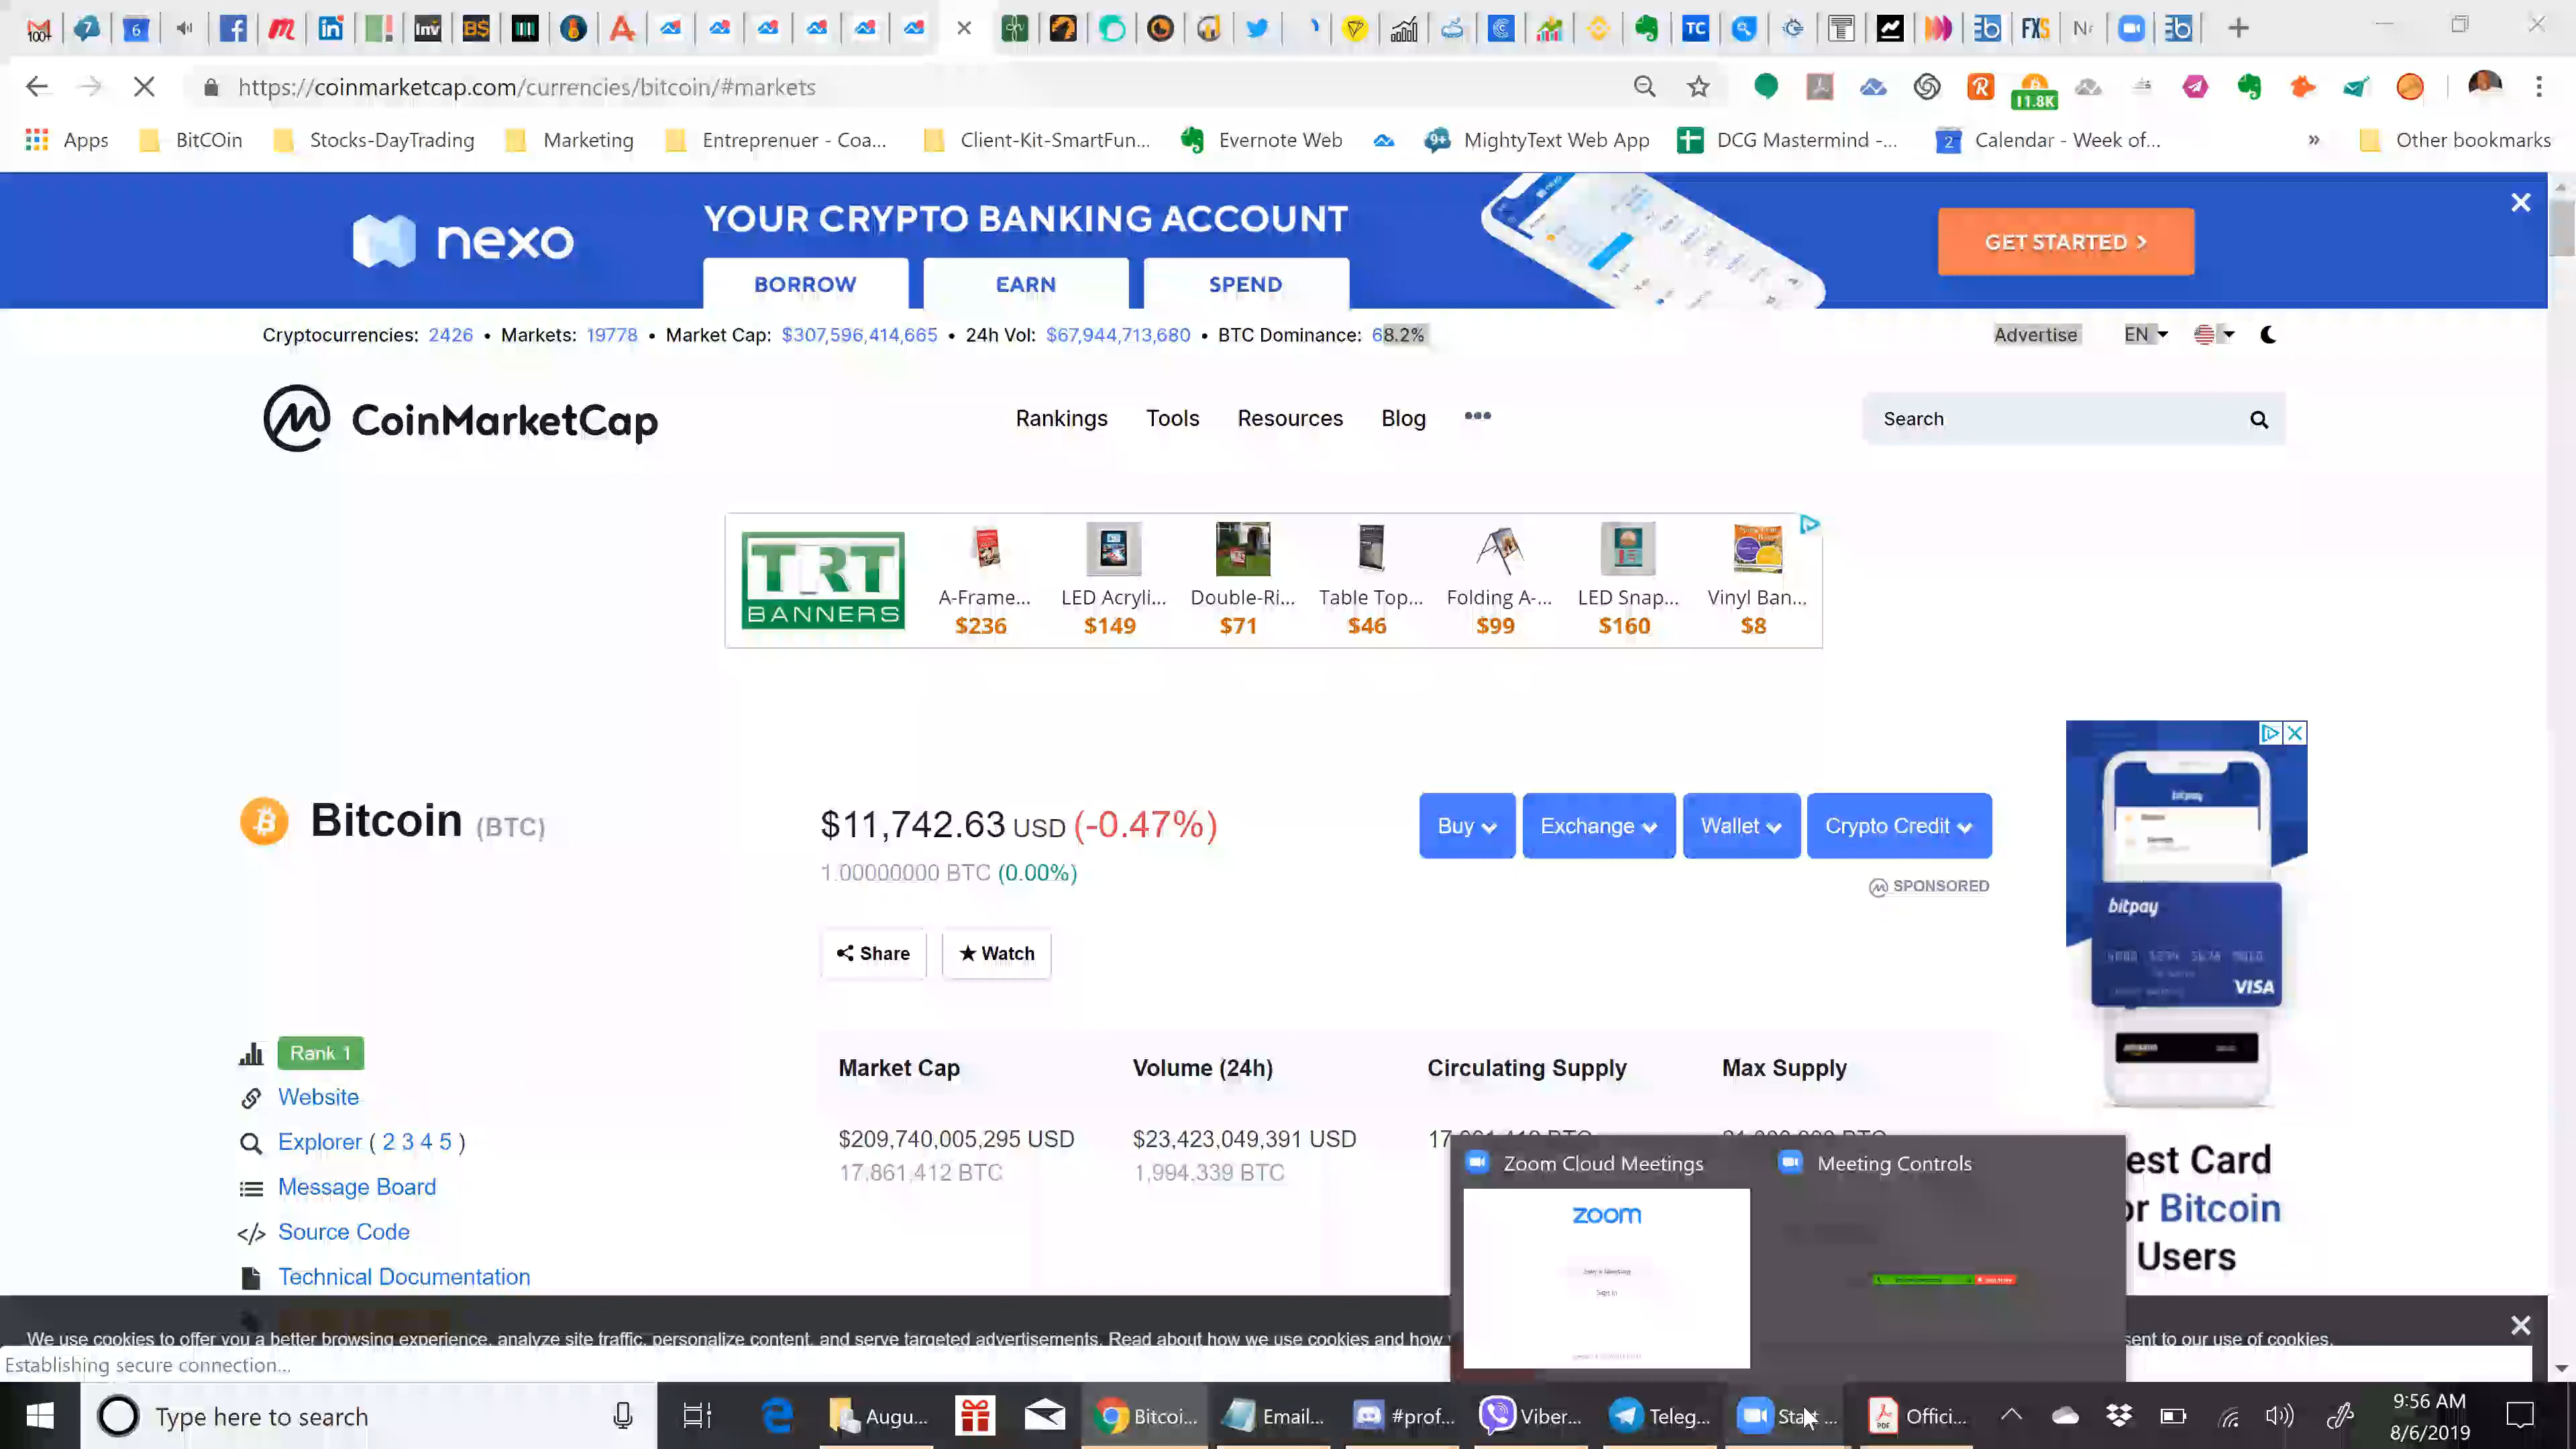 https://coinmarketcap.com/currencies/bitcoin/#markets
11.8K
Apps BitCOin Stocks-DayTrading Marketing Entreprenuer - Coa... Client-Kit-SmartFun... Evernote Web MightyText Web App DCG Mastermind -... Calendar - Week of... » Other bookmarks
nexo
YOUR CRYPTO BANKING ACCOUNT
BORROW EARN SPEND
GET STARTED >
Cryptocurrencies: 2426 • Markets: 19778 • Market Cap: $307,596,414,665 • 24h Vol: $67,944,713,680 • BTC Dominance: 68.2%
Advertise EN
CoinMarketCap
Rankings Tools Resources Blog •••
Search
TRT BANNERS
A-Frame... LED Acryli... Double-Ri... Table Top... Folding A-... LED Snap... Vinyl Ban...
$236 $149 $71 $46 $99 $160 $8
Bitcoin (BTC)
$11,742.63 USD (-0.47%)
1.00000000 BTC (0.00%)
Buy Exchange Wallet Crypto Credit
SPONSORED
Share Watch
bitpay
bitpay
VISA
Rank 1
Website
Explorer ( 2 3 4 5 )
Message Board
Source Code
Technical Documentation
Market Cap Volume (24h) Circulating Supply Max Supply
$209,740,005,295 USD $23,423,049,391 USD
17,861,412 BTC 1,994,339 BTC
Zoom Cloud Meetings Meeting Controls
zoom
Sign In
est Card
or Bitcoin
Users
We use cookies to offer you a better browsing experience, analyze site traffic, personalize content, and serve targeted advertisements. Read about how we use cookies and how
sent to our use of cookies.
Establishing secure connection...
Type here to search
Augu... Bitcoi... Email... #prof... Viber... Teleg... Start ... Offici...
9:56 AM
8/6/2019